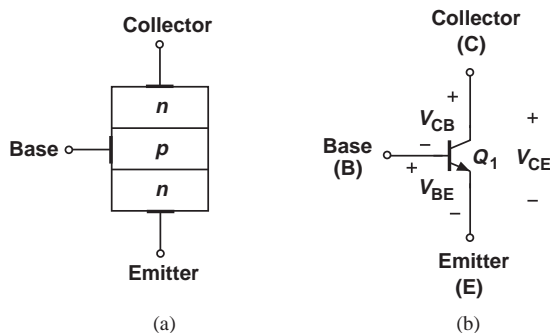 Collector
n
Base
p
n
Emitter
(a)
Collector
(C)
+
V_CB
−
+
Base
(B)
Q_1
V_CE
+
V_BE
−
−
Emitter
(E)
(b)